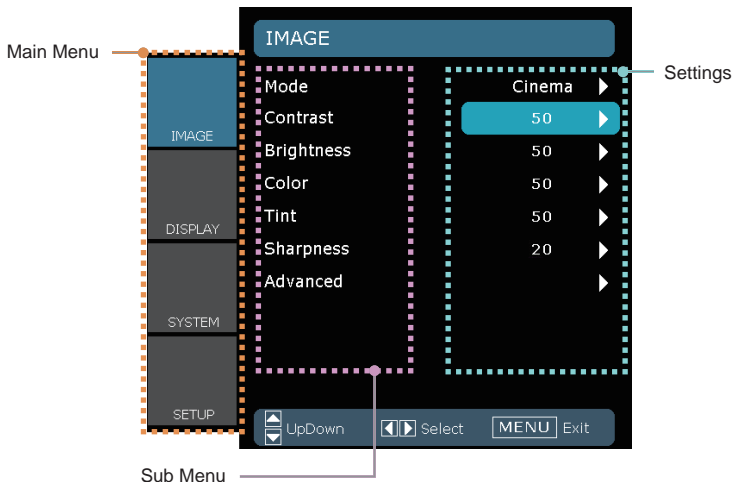 IMAGE
Main Menu
Settings
Mode Cinema
Contrast 50
IMAGE
Brightness 50
Color 50
Tint 50
DISPLAY
Sharpness 20
Advanced
SYSTEM
SETUP
UpDown Select MENU Exit
Sub Menu